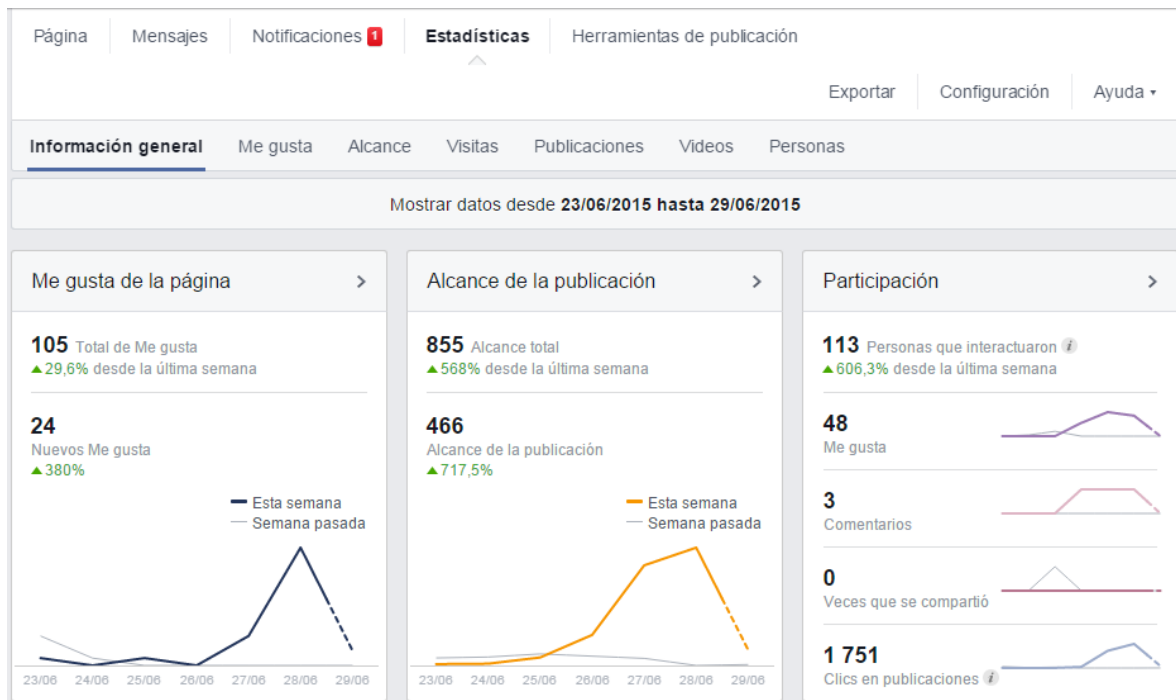 Página Mensajes Notificaciones 1 Estadísticas Herramientas de publicación
Exportar Configuración Ayuda
Información general Me gusta Alcance Visitas Publicaciones Videos Personas
Mostrar datos desde 23/06/2015 hasta 29/06/2015
Me gusta de la página
105 Total de Me gusta
29,6% desde la última semana
24
Nuevos Me gusta
380%
Esta semana
Semana pasada
23/06 24/06 25/06 26/06 27/06 28/06 29/06
Alcance de la publicación
855 Alcance total
568% desde la última semana
466
Alcance de la publicación
717,5%
Esta semana
Semana pasada
23/06 24/06 25/06 26/06 27/06 28/06 29/06
Participación
113 Personas que interactuaron i
606,3% desde la última semana
48
Me gusta
3
Comentarios
0
Veces que se compartió
1 751
Clics en publicaciones i